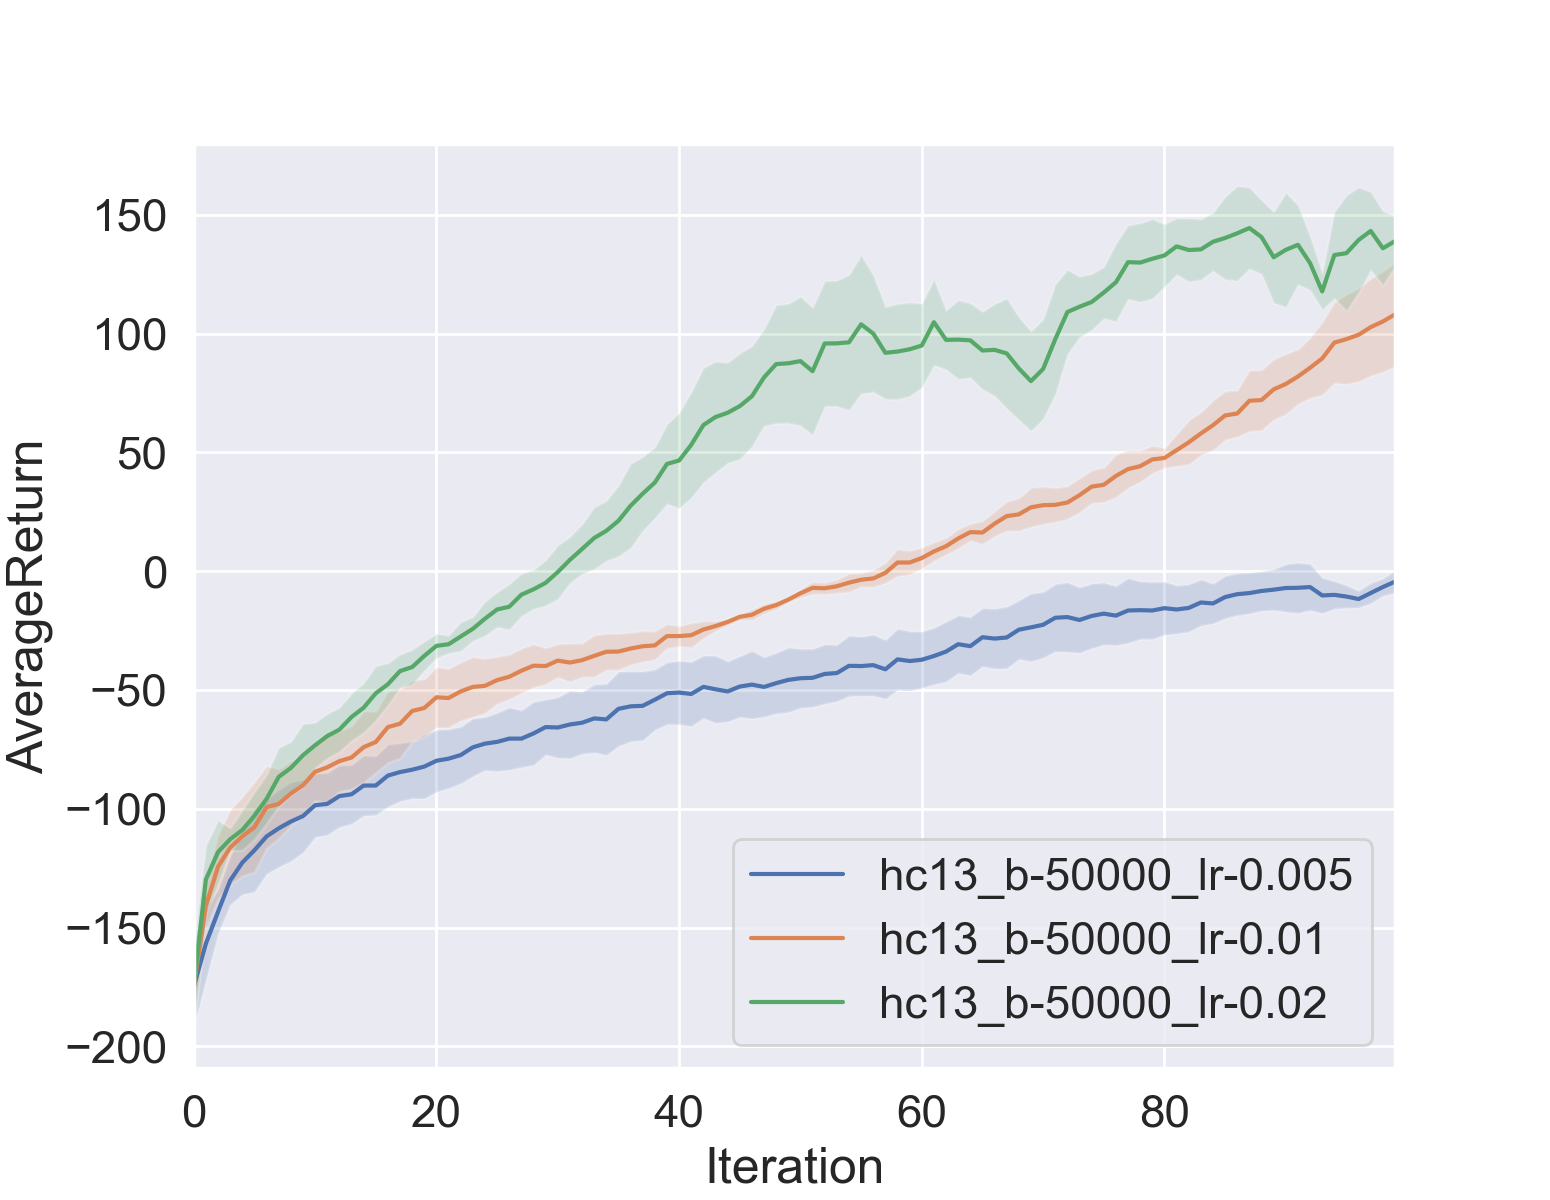 AverageReturn
150
100
50
0
−50
−100
−150
−200
hc13_b-50000_lr-0.005
hc13_b-50000_lr-0.01
hc13_b-50000_lr-0.02
0 20 40 60 80
Iteration